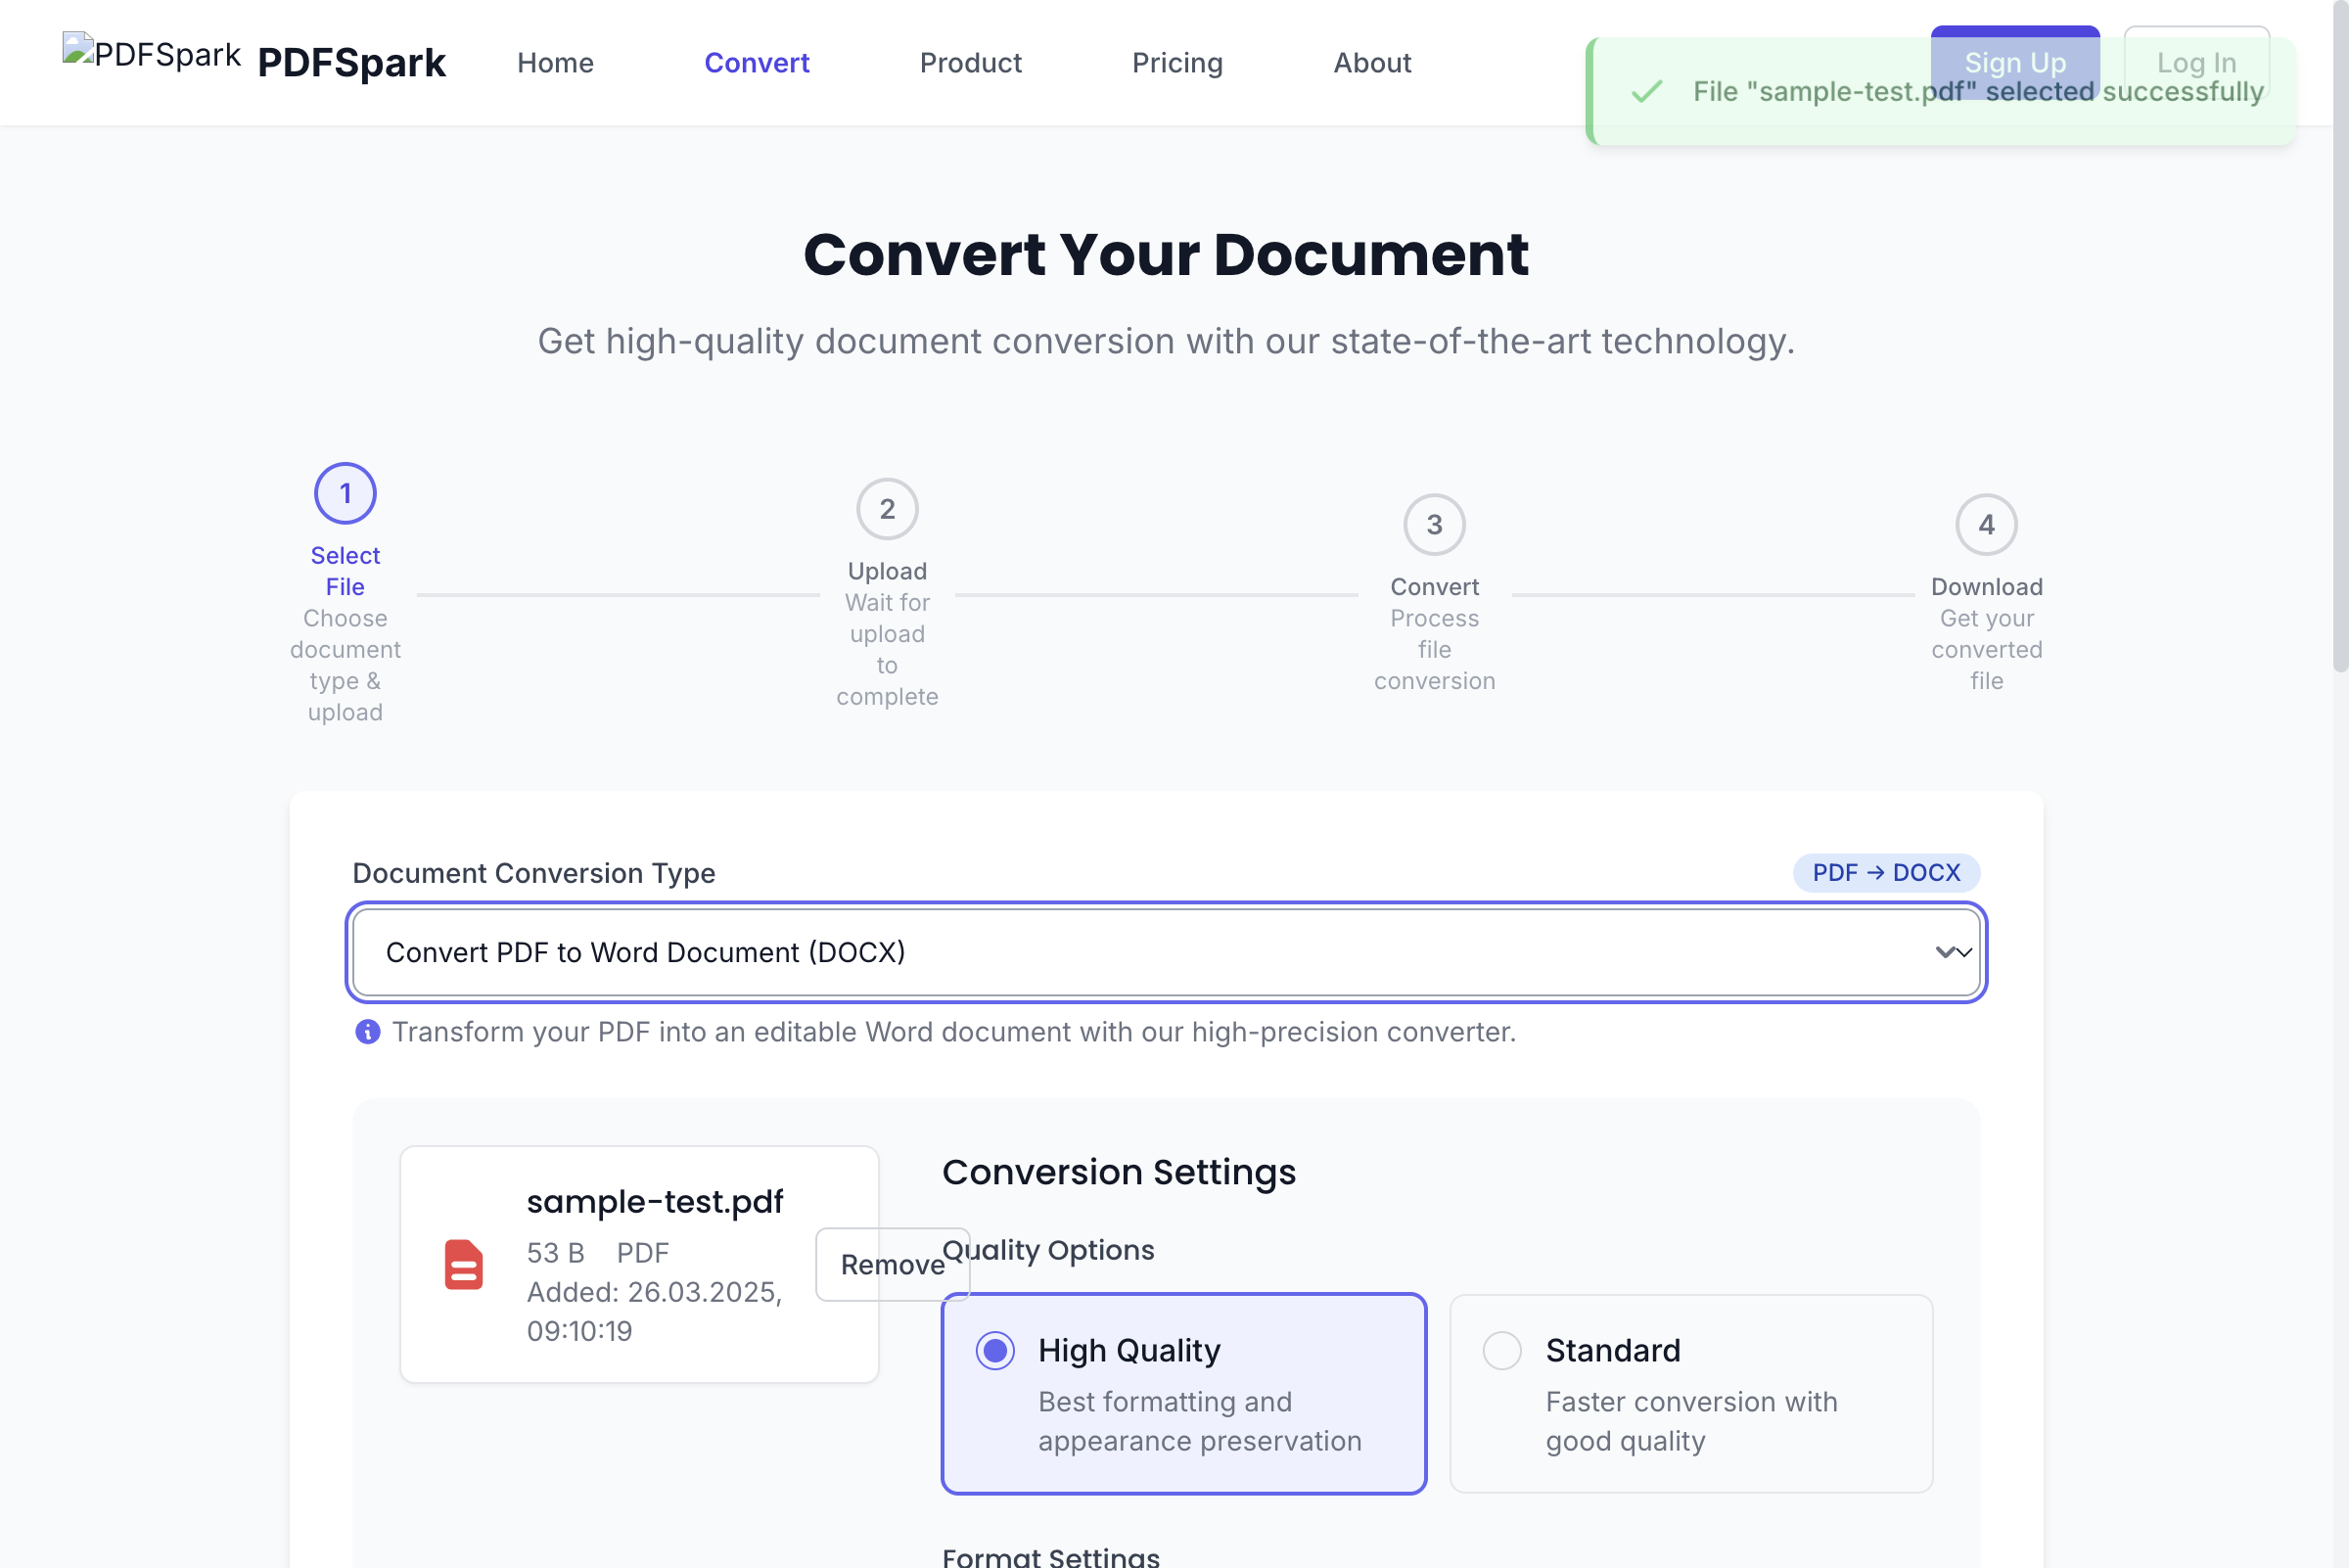 PDFSpark PDFSpark Home Convert Product Pricing About Sign Up Log In
File "sample-test.pdf" selected successfully
Convert Your Document
Get high-quality document conversion with our state-of-the-art technology.
1
Select
File
Choose
document
type &
upload
2
Upload
Wait for
upload
to
complete
3
Convert
Process
file
conversion
4
Download
Get your
converted
file
Document Conversion Type
PDF → DOCX
Convert PDF to Word Document (DOCX)
Transform your PDF into an editable Word document with our high-precision converter.
sample-test.pdf
53 B PDF
Added: 26.03.2025,
09:10:19
Remove
Conversion Settings
Quality Options
High Quality
Best formatting and
appearance preservation
Standard
Faster conversion with
good quality
Format Settings